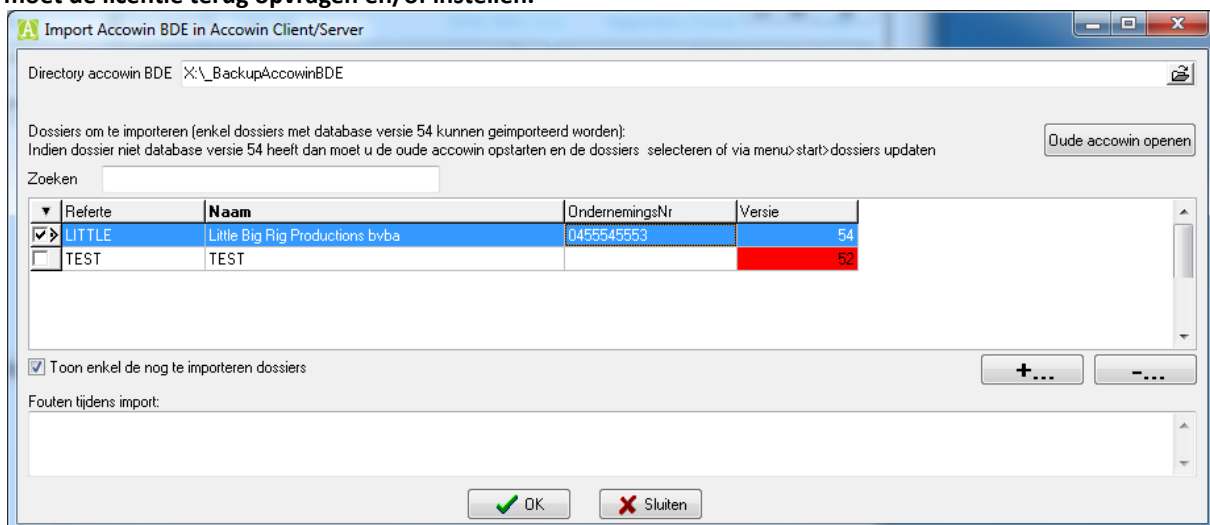 moet de licentie terug opvragen en/of instellen.
Import Accowin BDE in Accowin Client/Server
Directory accowin BDE X:\_BackupAccowinBDE
Dossiers om te importeren (enkel dossiers met database versie 54 kunnen geimporteerd worden):
Indien dossier niet database versie 54 heeft dan moet u de oude accowin opstarten en de dossiers selecteren of via menu>start>dossiers updaten
Oude accowin openen
Zoeken
Referte Naam OndernemingsNr Versie
LITTLE Little Big Rig Productions bvba 0455545553 54
TEST TEST 52
Toon enkel de nog te importeren dossiers
+... -...
Fouten tijdens import:
OK Sluiten